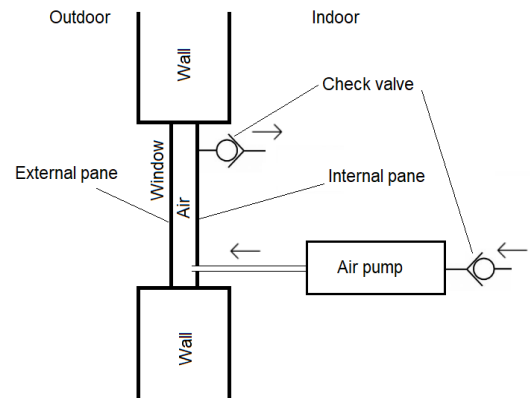 Outdoor
Indoor
Wall
Check valve
Window
External pane
Air
Internal pane
Air pump
Wall